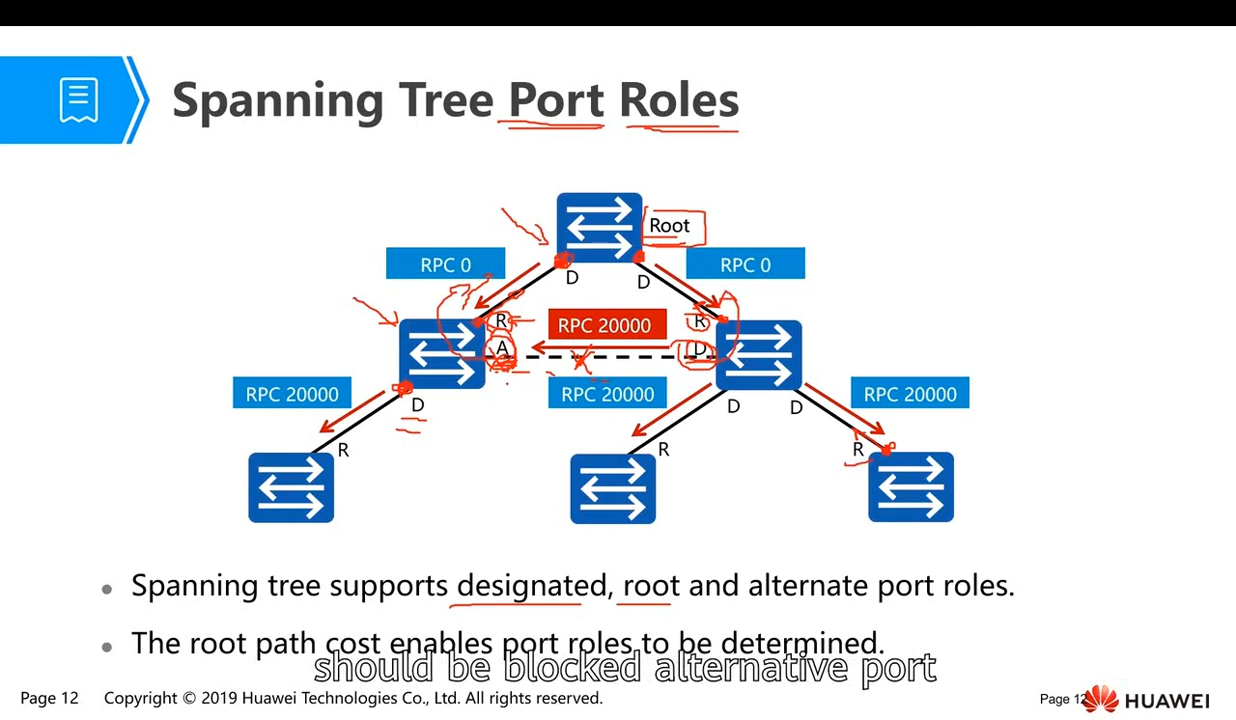 Spanning Tree Port Roles
Root
RPC 0
RPC 0
D
D
R
RPC 20000
R
A
D
RPC 20000
RPC 20000
RPC 20000
D
D
D
R
R
R
Spanning tree supports designated, root and alternate port roles.
The root path cost enables port roles to be determined.
should be blocked alternative port
Page 12
Copyright © 2019 Huawei Technologies Co., Ltd. All rights reserved.
Page 12
HUAWEI